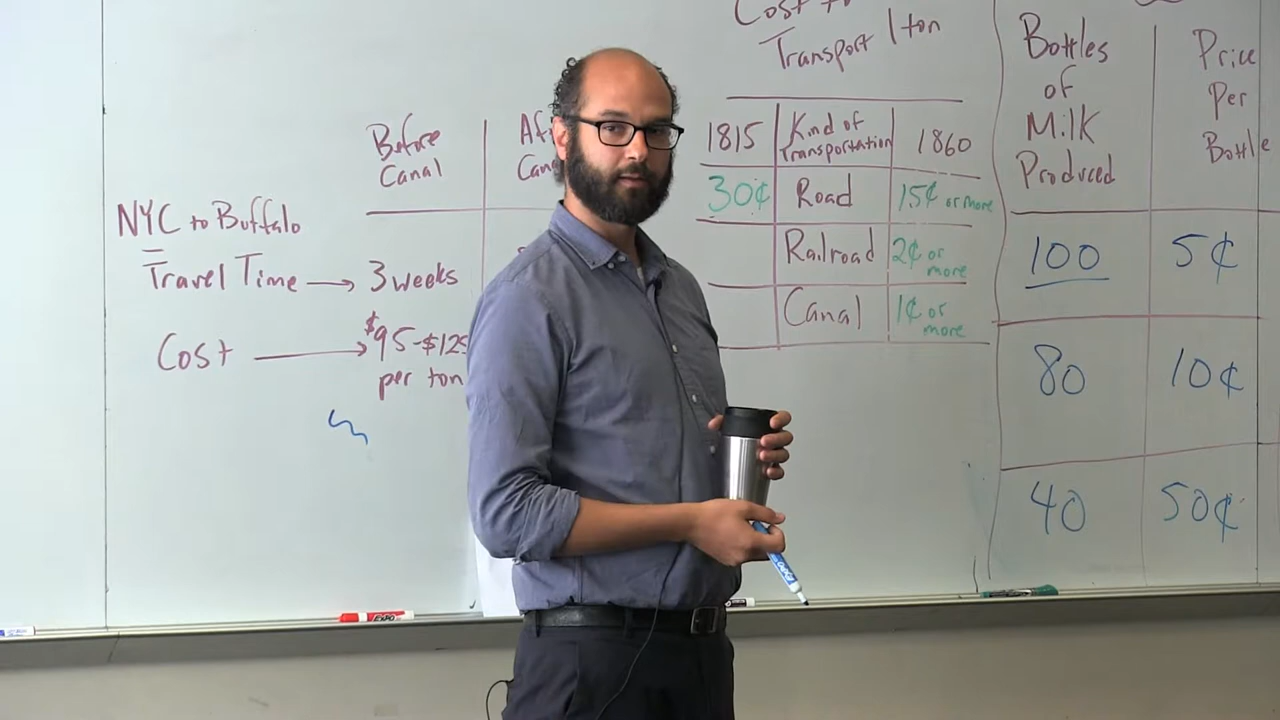 NYC to Buffalo
Travel Time → 3 weeks
Cost → $95-$125
per ton
Before
Canal
Transport 1 ton
1815
Kind of
Transportation
1860
30¢
Road
15¢ or more
Railroad
2¢ or
more
Canal
1¢ or
more
Bottles
of
Milk
Produced
Price
Per
Bottle
100
5¢
80
10¢
40
50¢
EXPO
EXPO